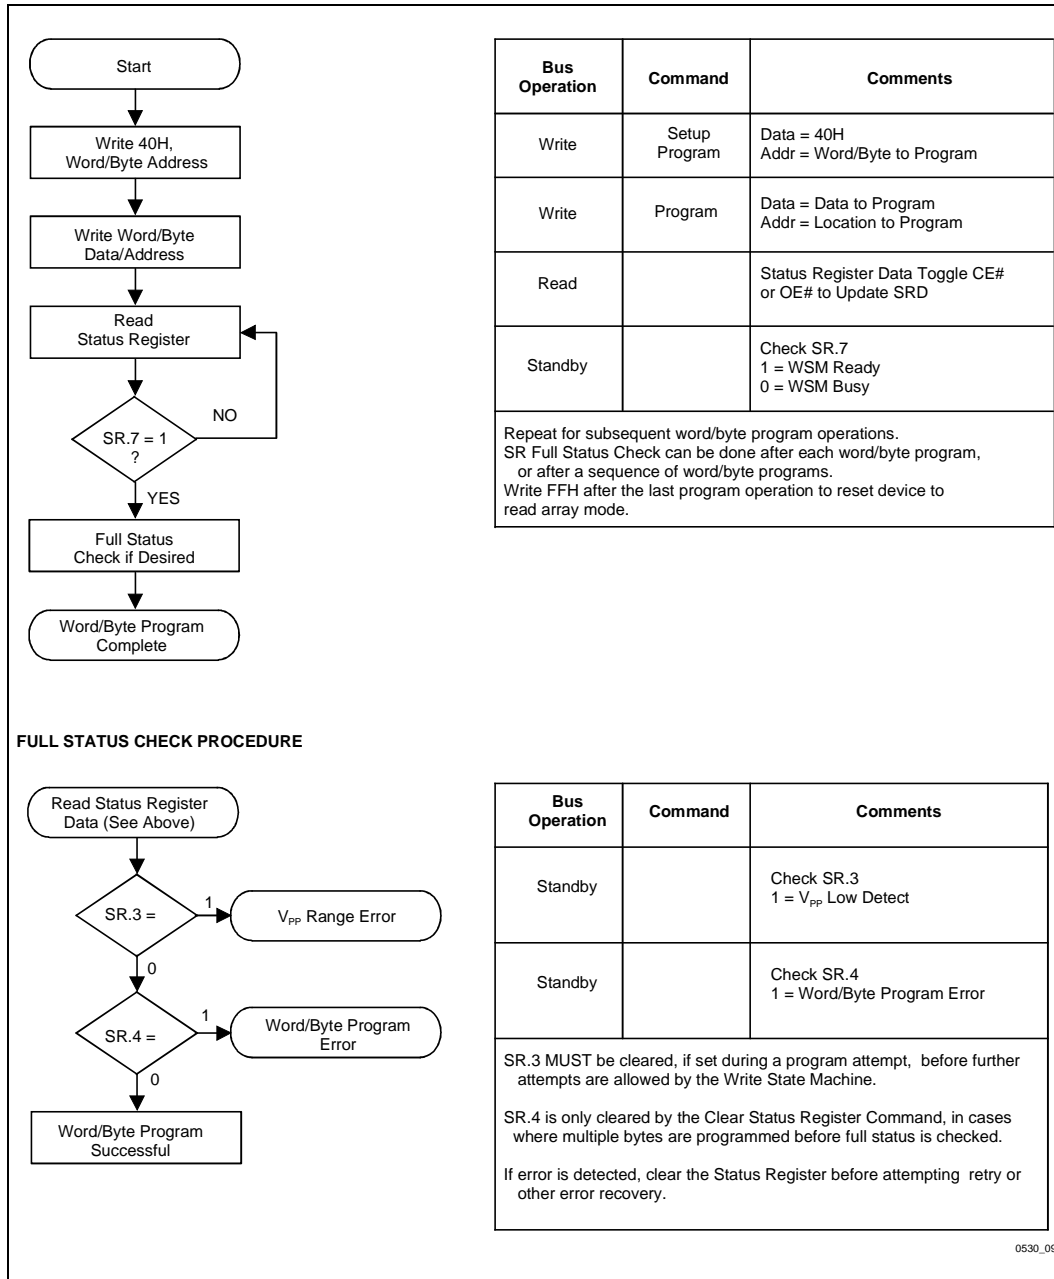 Start
Write 40H,
Word/Byte Address
Write Word/Byte
Data/Address
Read
Status Register
NO
SR.7 = 1
?
YES
Full Status
Check if Desired
Word/Byte Program
Complete
Bus
Operation
Command
Comments
Write
Setup
Program
Data = 40H
Addr = Word/Byte to Program
Write
Program
Data = Data to Program
Addr = Location to Program
Read
Status Register Data Toggle CE#
or OE# to Update SRD
Standby
Check SR.7
1 = WSM Ready
0 = WSM Busy
Repeat for subsequent word/byte program operations.
SR Full Status Check can be done after each word/byte program,
or after a sequence of word/byte programs.
Write FFH after the last program operation to reset device to
read array mode.
FULL STATUS CHECK PROCEDURE
Read Status Register
Data (See Above)
SR.3 =
1
VPP Range Error
0
SR.4 =
1
Word/Byte Program
Error
0
Word/Byte Program
Successful
Bus
Operation
Command
Comments
Standby
Check SR.3
1 = VPP Low Detect
Standby
Check SR.4
1 = Word/Byte Program Error
SR.3 MUST be cleared, if set during a program attempt, before further
attempts are allowed by the Write State Machine.
SR.4 is only cleared by the Clear Status Register Command, in cases
where multiple bytes are programmed before full status is checked.
If error is detected, clear the Status Register before attempting retry or
other error recovery.
0530_09